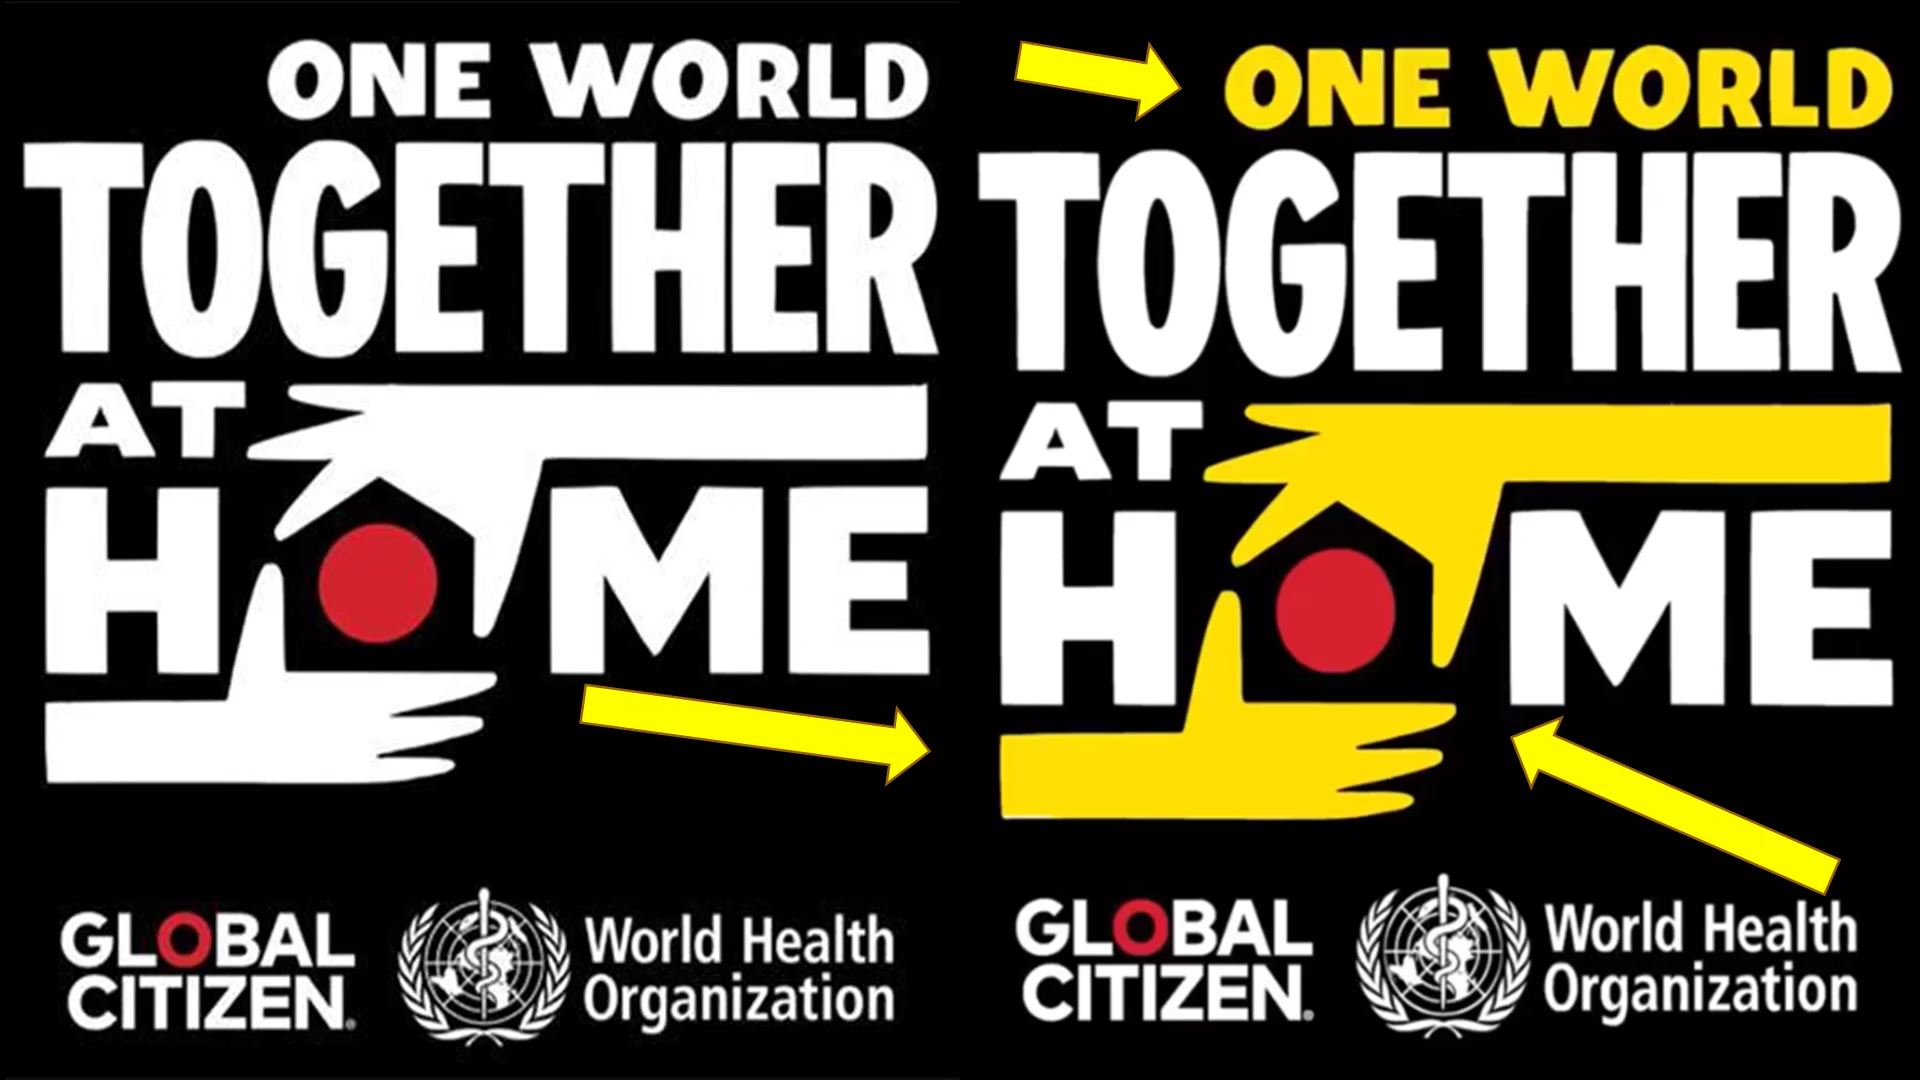 ONE WORLD
TOGETHER
AT
HOME
GLOBAL
CITIZEN.
World Health
Organization
ONE WORLD
TOGETHER
AT
HOME
GLOBAL
CITIZEN.
World Health
Organization